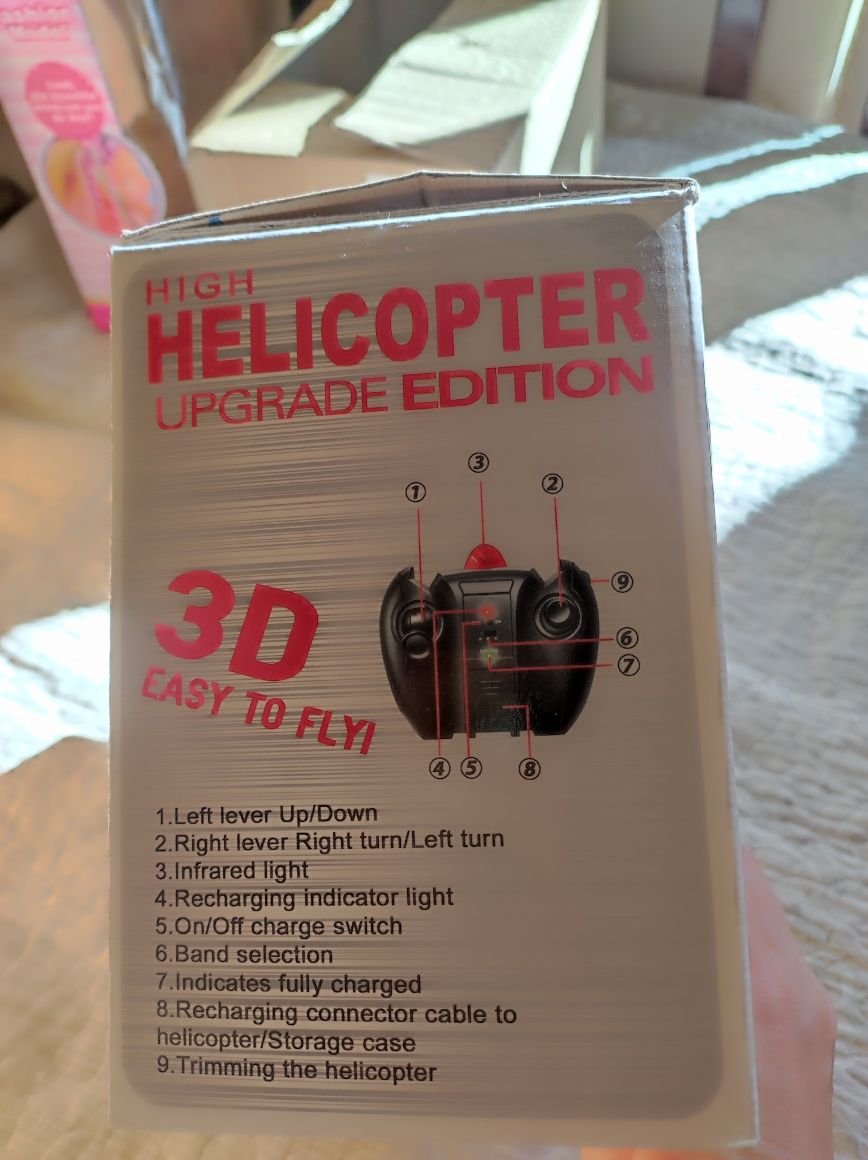 Fashion
Model
HIGH
HELICOPTER
UPGRADE EDITION
③
①
②
⑨
3D
⑥
⑦
EASY TO FLY!
④
⑤
⑧
1.Left lever Up/Down
2.Right lever Right turn/Left turn
3.Infrared light
4.Recharging indicator light
5.On/Off charge switch
6.Band selection
7.Indicates fully charged
8.Recharging connector cable to
helicopter/Storage case
9.Trimming the helicopter